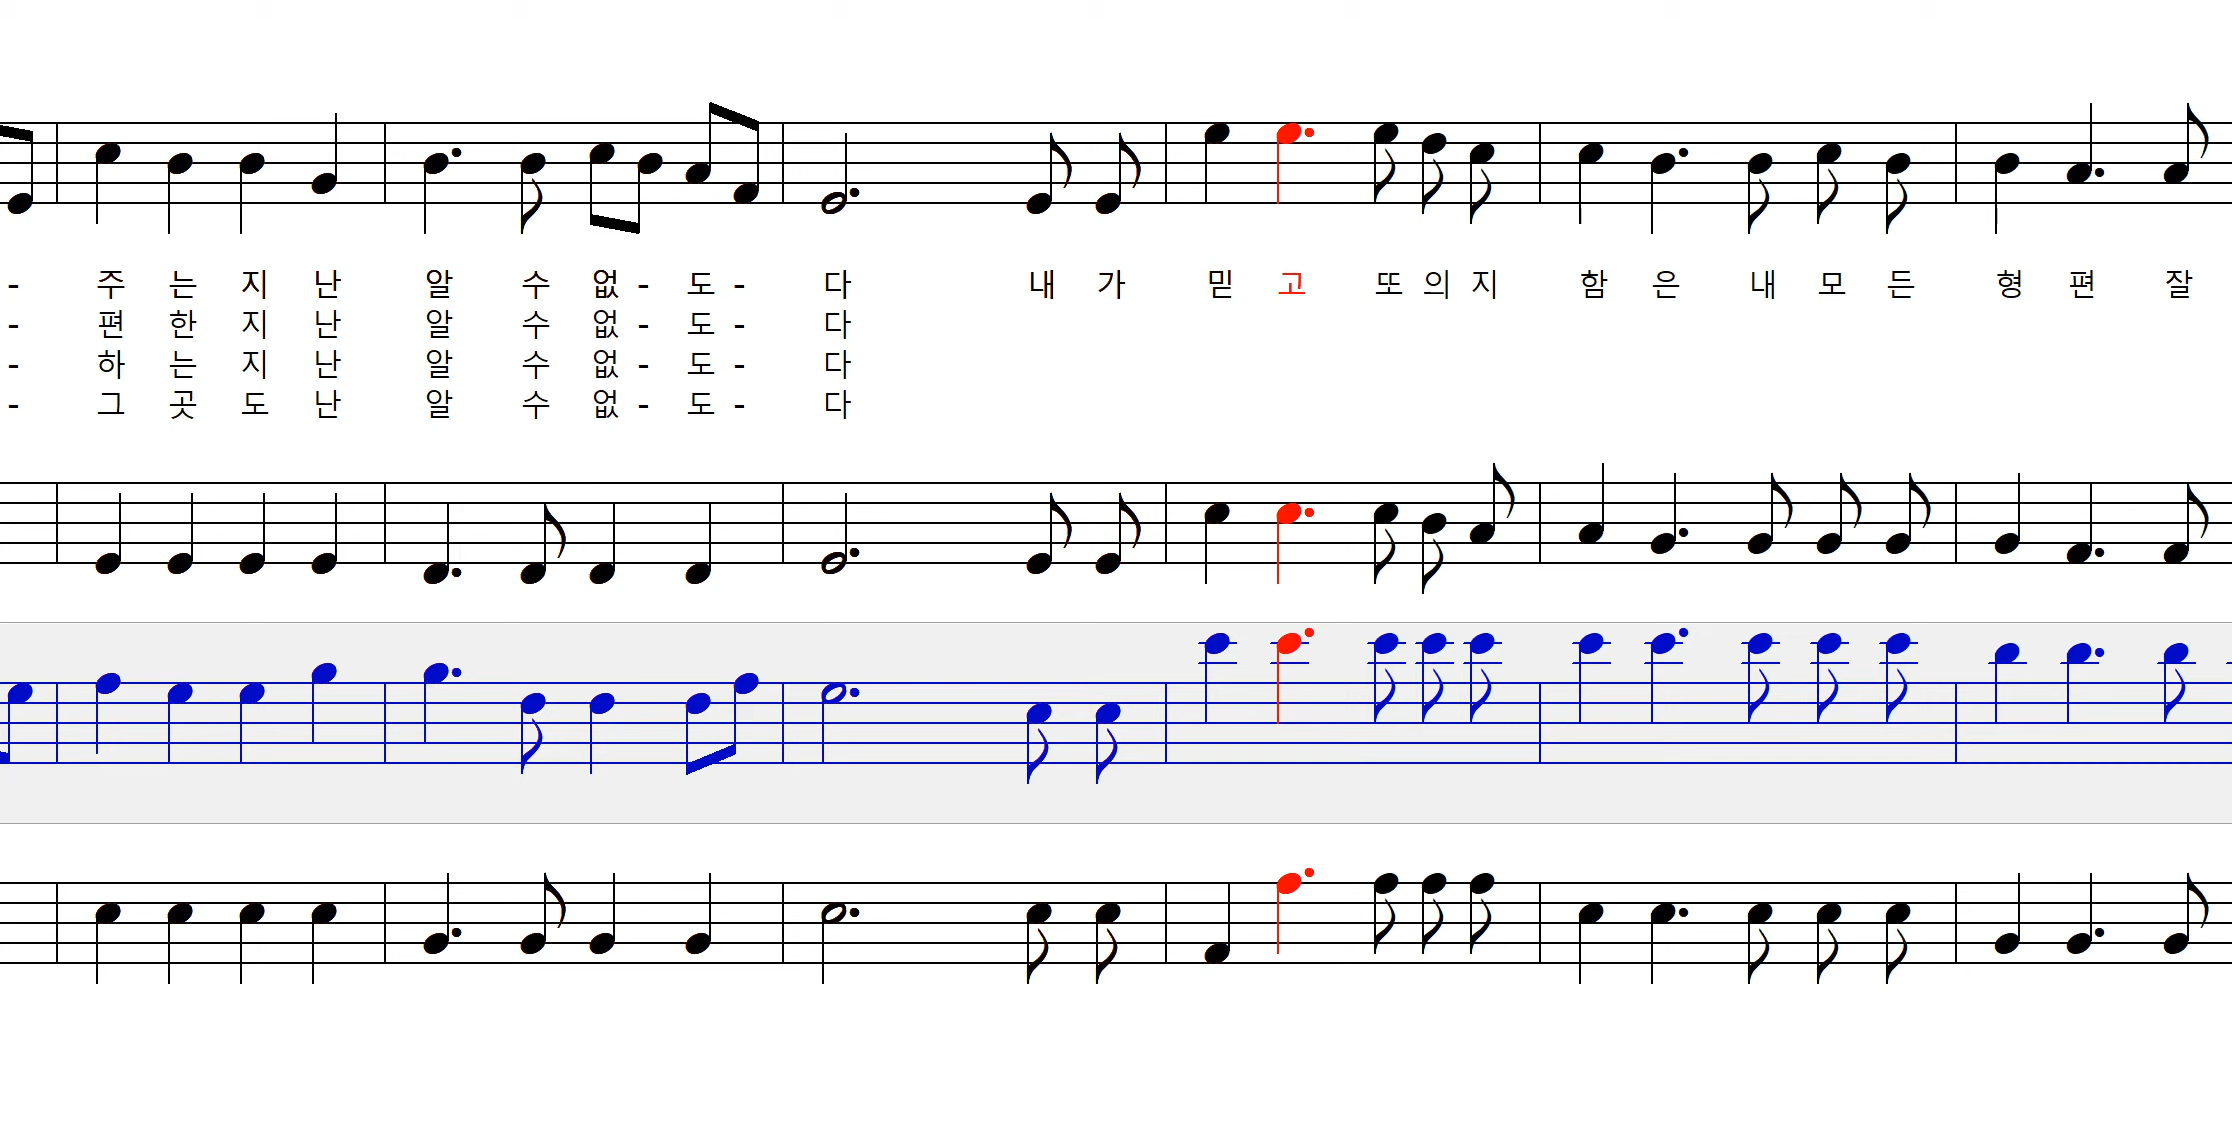 - 주 는 지 난 알 수 없 - 도 - 다 내 가 믿 고 또 의 지 함 은 내 모 든 형 편 잘
- 편 한 지 난 알 수 없 - 도 - 다
- 하 는 지 난 알 수 없 - 도 - 다
- 그 곳 도 난 알 수 없 - 도 - 다